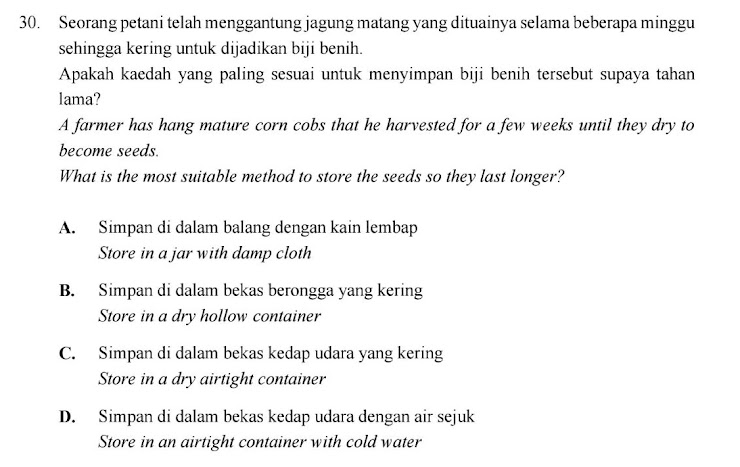 30. Seorang petani telah menggantung jagung matang yang dituainya selama beberapa minggu
sehingga kering untuk dijadikan biji benih.
Apakah kaedah yang paling sesuai untuk menyimpan biji benih tersebut supaya tahan
lama?
A farmer has hang mature corn cobs that he harvested for a few weeks until they dry to
become seeds.
What is the most suitable method to store the seeds so they last longer?
A. Simpan di dalam balang dengan kain lembap
Store in a jar with damp cloth
B. Simpan di dalam bekas berongga yang kering
Store in a dry hollow container
C. Simpan di dalam bekas kedap udara yang kering
Store in a dry airtight container
D. Simpan di dalam bekas kedap udara dengan air sejuk
Store in an airtight container with cold water